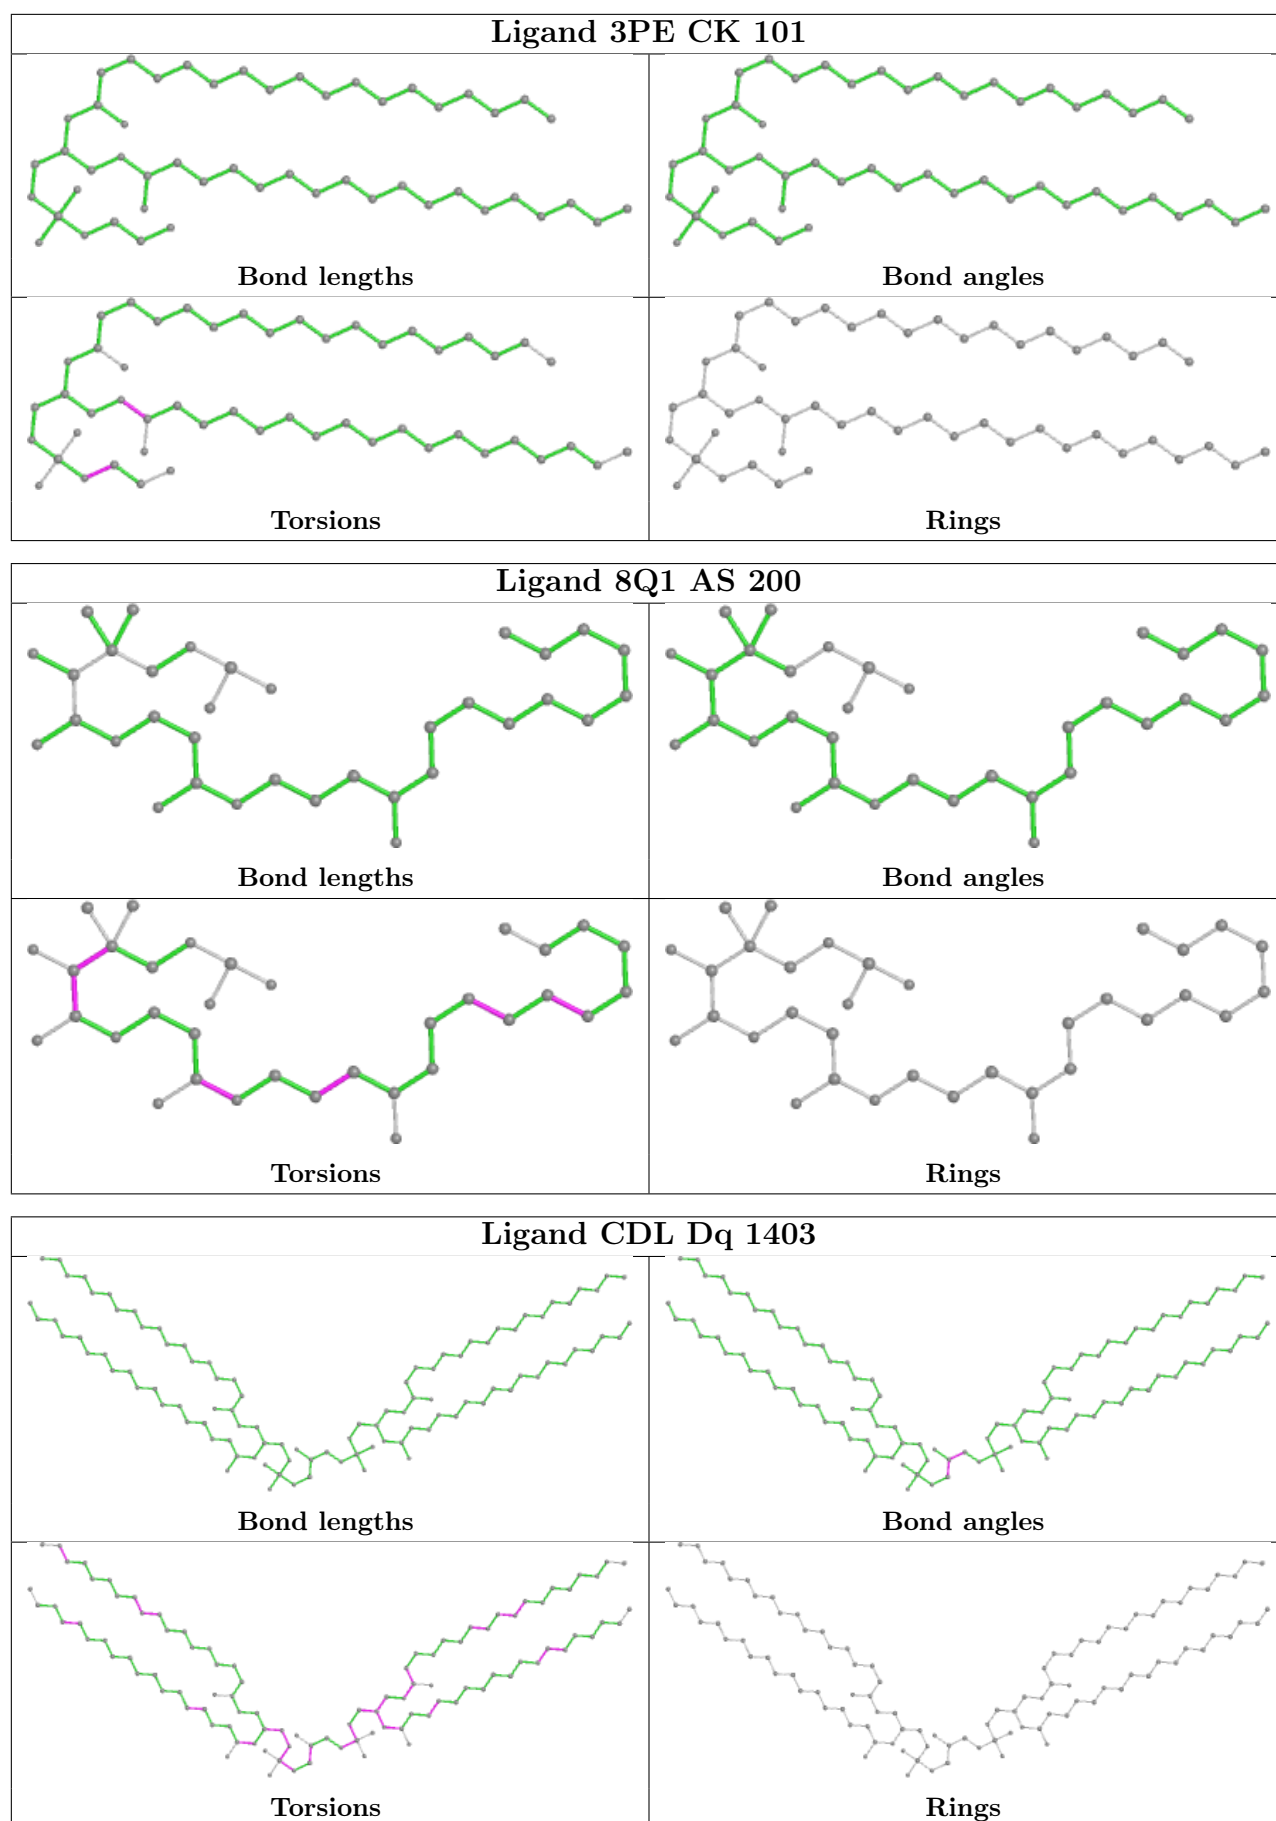 Ligand 3PE CK 101
Bond lengths
Bond angles
Torsions
Rings
Ligand 8Q1 AS 200
Bond lengths
Bond angles
Torsions
Rings
Ligand CDL Dq 1403
Bond lengths
Bond angles
Torsions
Rings